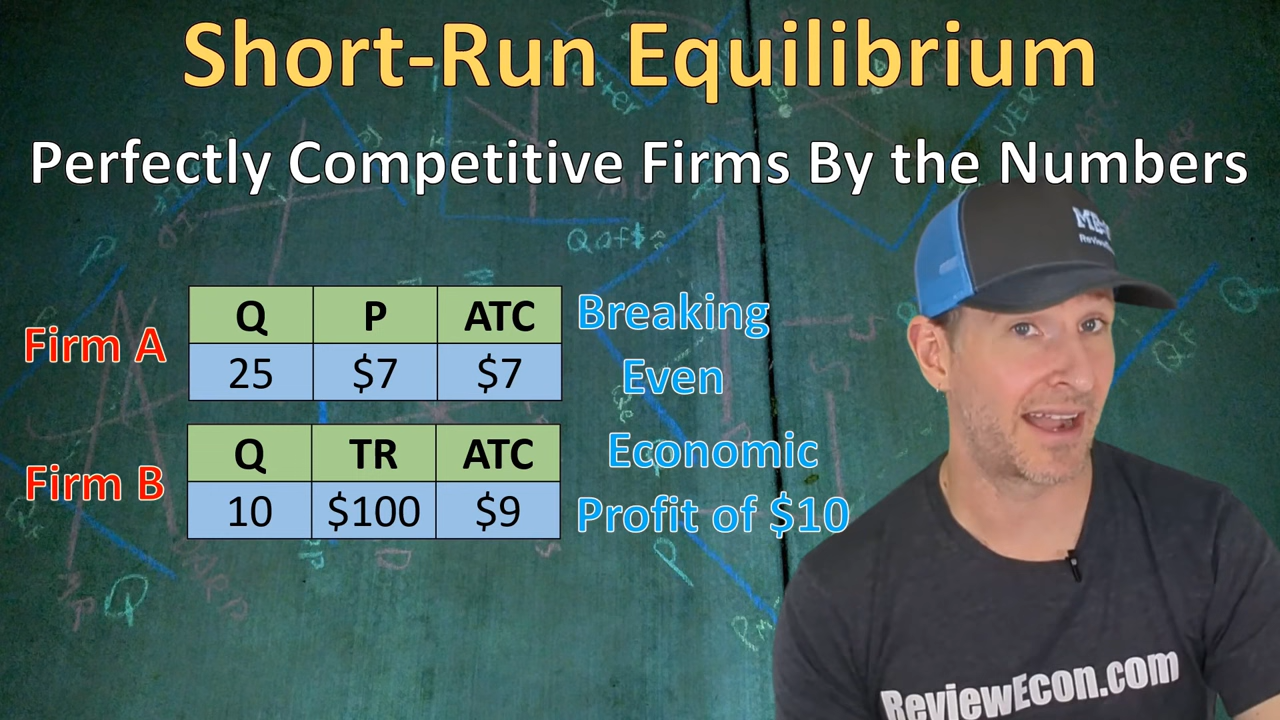 Short-Run Equilibrium
Perfectly Competitive Firms By the Numbers
Firm A
Q P ATC
25 $7 $7
Breaking
Even
Firm B
Q TR ATC
10 $100 $9
Economic
Profit of $10
ReviewEcon.com